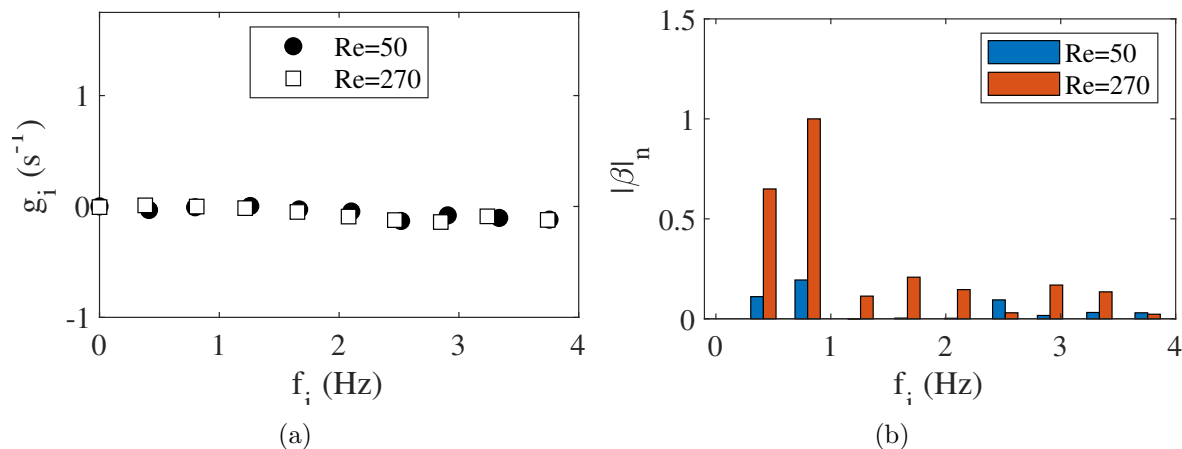 Re=50
Re=270
1
0
-1
g_i (s^-1)
0
1
2
3
4
f_i (Hz)
(a)
Re=50
Re=270
1.5
1
0.5
0
|β|_n
0
1
2
3
4
f_i (Hz)
(b)